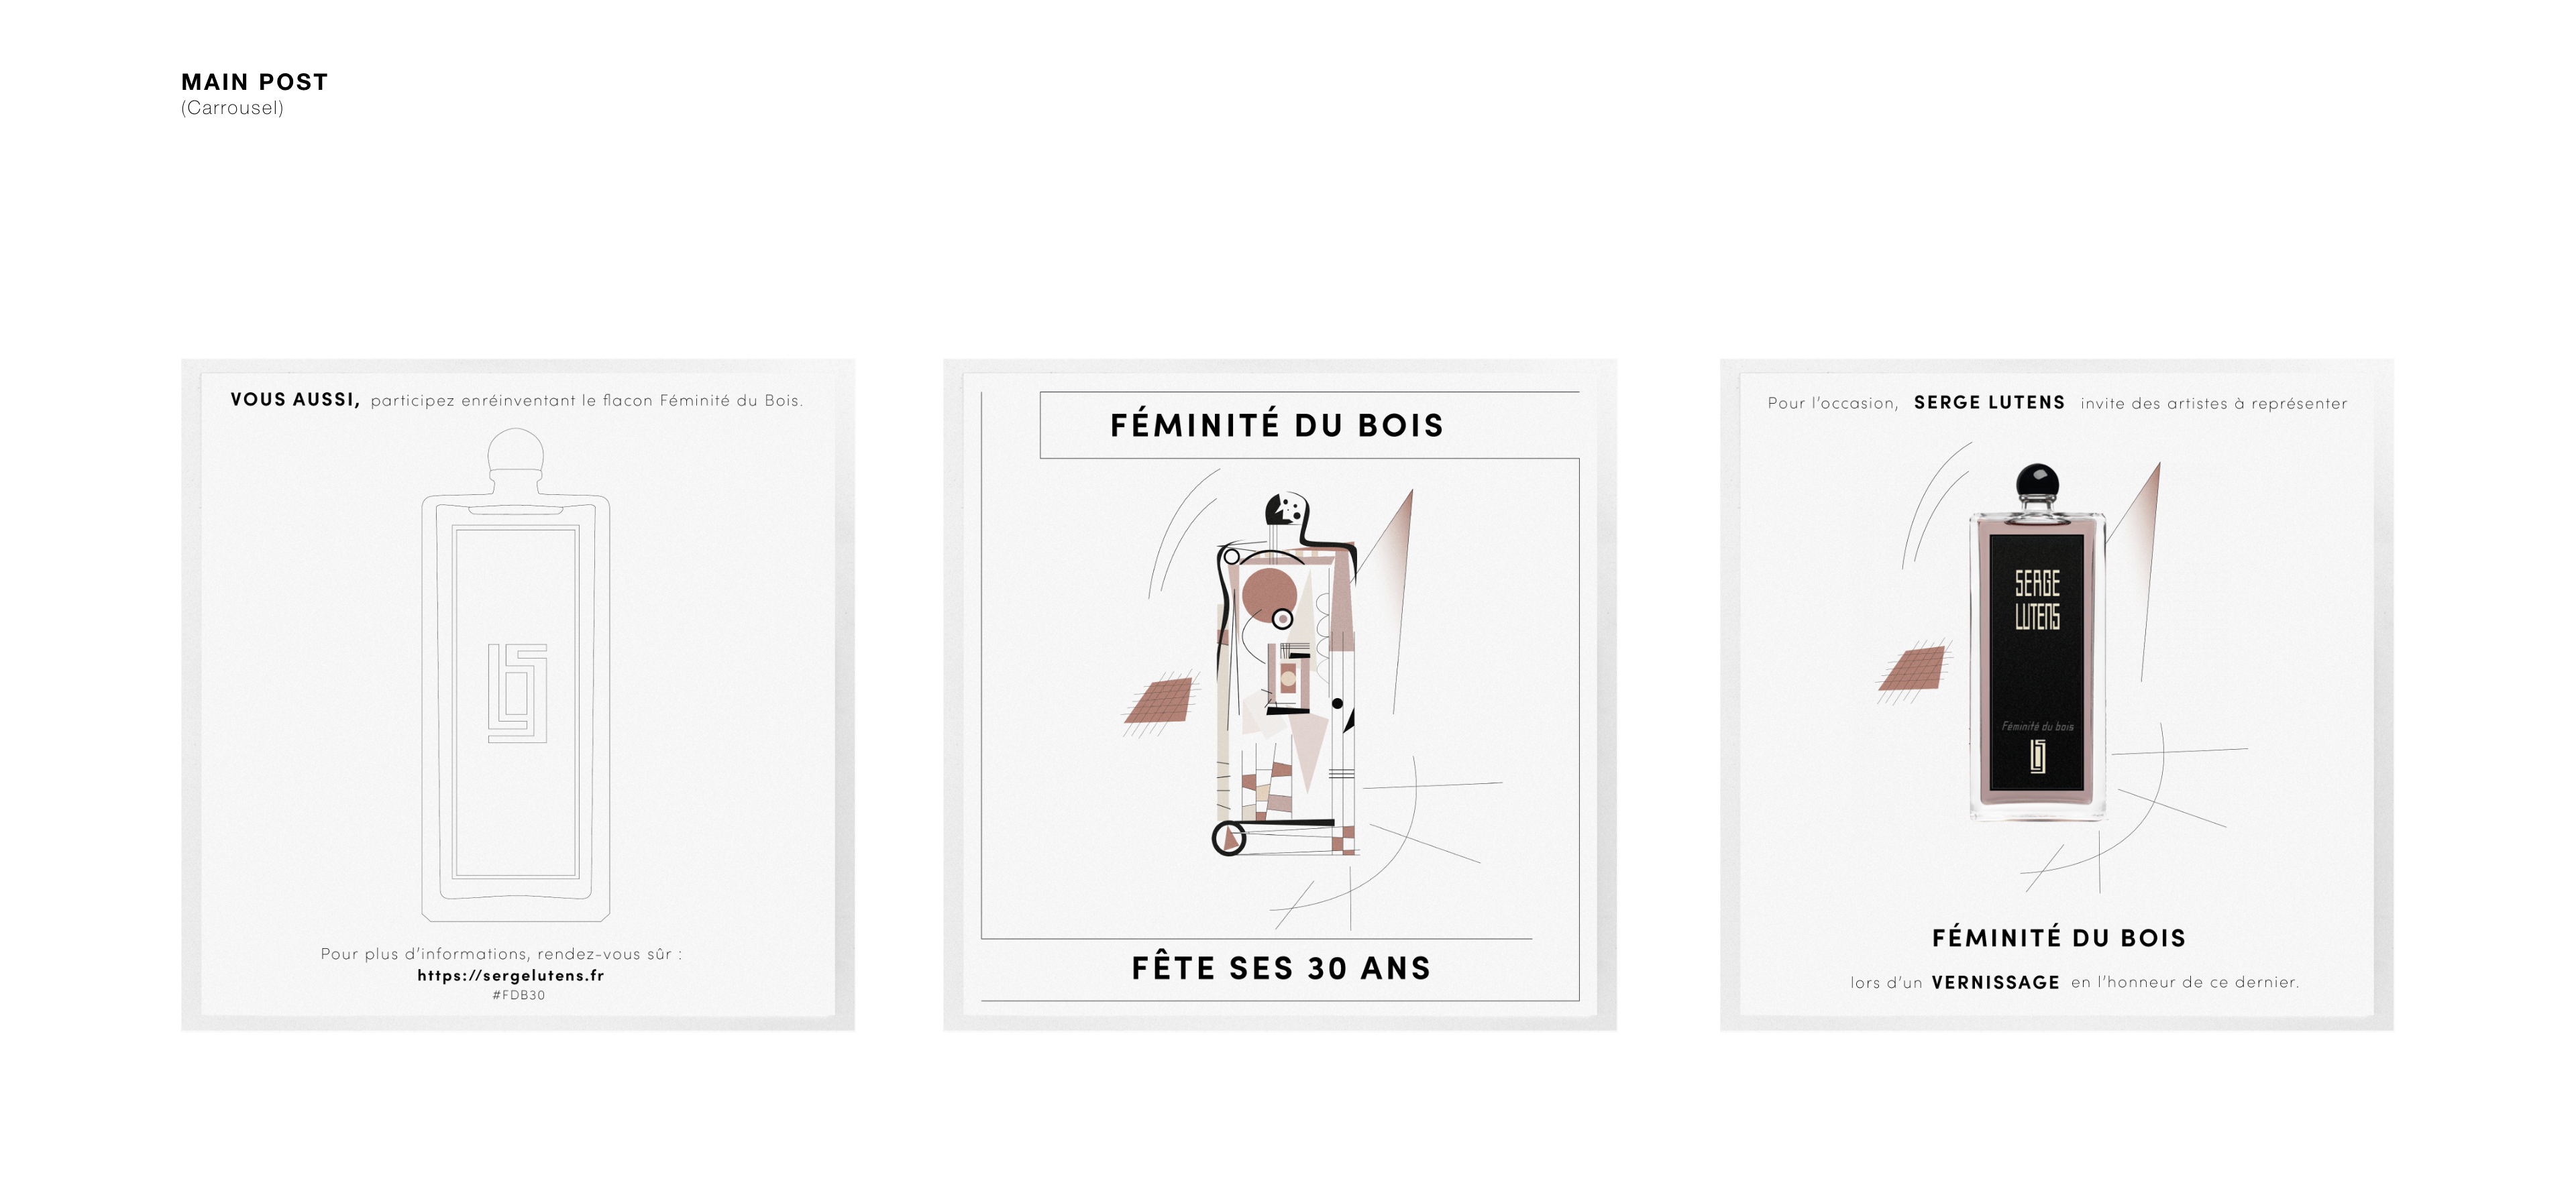 MAIN POST
(Carrousel)
VOUS AUSSI, participez enréinventant le flacon Féminité du Bois.
Pour plus d'informations, rendez-vous sûr :
https://sergelutens.fr
#FDB30
FÉMINITÉ DU BOIS
FÊTE SES 30 ANS
Pour l'occasion, SERGE LUTENS invite des artistes à représenter
SERGE
LUTENS
Féminité du bois
FÉMINITÉ DU BOIS
lors d'un VERNISSAGE en l'honneur de ce dernier.